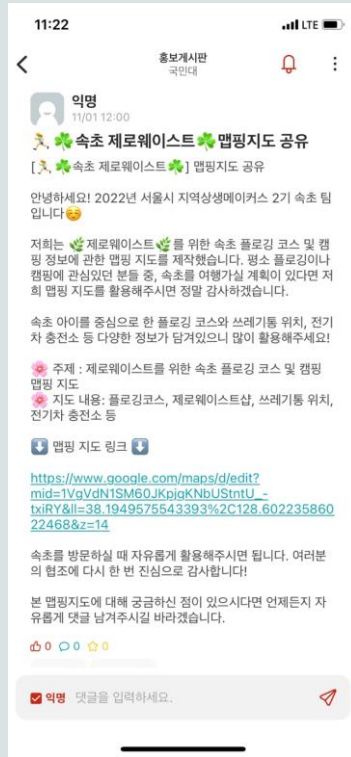 11:22
LTE
홍보게시판
국민대
익명
11/01 12:00
🏃 ☘️속초 제로웨이스트☘️맵핑지도 공유
[🏃 ☘️속초 제로웨이스트☘️] 맵핑지도 공유
안녕하세요! 2022년 서울시 지역상생메이커스 2기 속초 팀
입니다😊
저희는 🌿제로웨이스트🌿를 위한 속초 플로깅 코스 및 캠
핑 정보에 관한 맵핑 지도를 제작했습니다. 평소 플로깅이나
캠핑에 관심있던 분들 중, 속초를 여행가실 계획이 있다면 저
희 맵핑 지도를 활용해주시면 정말 감사하겠습니다.
속초 아이를 중심으로 한 플로깅 코스와 쓰레기통 위치, 전기
차 충전소 등 다양한 정보가 담겨있으니 많이 활용해주세요!
🌸 주제 : 제로웨이스트를 위한 속초 플로깅 코스 및 캠핑
맵핑 지도
🌸 지도 내용: 플로깅코스, 제로웨이스트샵, 쓰레기통 위치,
전기차 충전소 등
⬇️ 맵핑 지도 링크 ⬇️
https://www.google.com/maps/d/edit?
mid=1VgVdN1SM60JKpjqKNbUStntU_-
txiRY&ll=38.1949575543393%2C128.602235860
22468&z=14
속초를 방문하실 때 자유롭게 활용해주시면 됩니다. 여러분
의 협조에 다시 한 번 진심으로 감사합니다!
본 맵핑지도에 대해 궁금하신 점이 있으시다면 언제든지 자
유롭게 댓글 남겨주시길 바라겠습니다.
0 0 0
익명 댓글을 입력하세요.